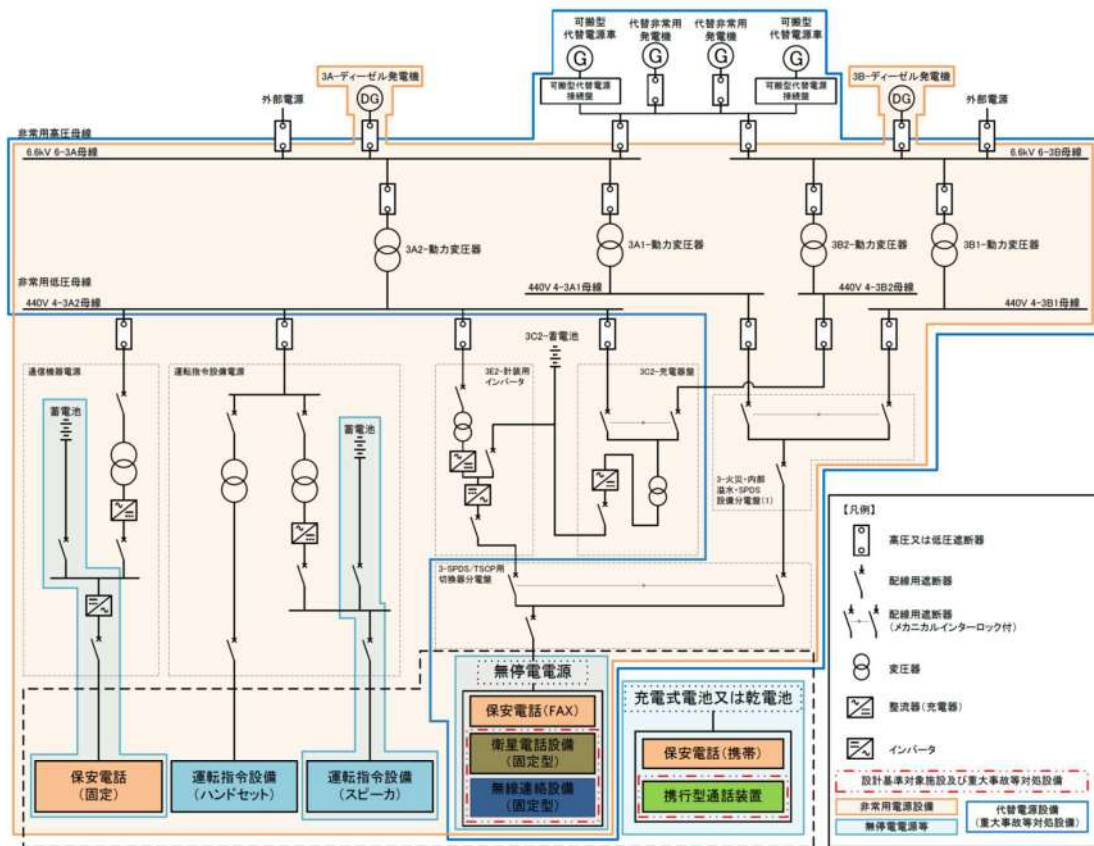 可搬型
代替電源車
代替非常用
発電機
代替非常用
発電機
可搬型
代替電源車
G
G
G
G
3A-ディーゼル発電機
3B-ディーゼル発電機
可搬型代替電源
接続盤
可搬型代替電源
接続盤
外部電源
DG
DG
外部電源
非常用高圧母線
6.6kV 6-3A母線
6.6kV 6-3B母線
3A2-動力変圧器
3A1-動力変圧器
3B2-動力変圧器
3B1-動力変圧器
非常用低圧母線
440V 4-3A2母線
440V 4-3A1母線
440V 4-3B2母線
440V 4-3B1母線
3C2-蓄電池
通信機器電源
運転指令設備電源
3E2-計装用
インバータ
3C2-充電器盤
蓄電池
蓄電池
3-火災・内部
溢水・SPDS
設備分電盤(1)
3-SPDS/TSCP用
切換器分電盤
無停電電源
保安電話(FAX)
衛星電話設備
(固定型)
無線連絡設備
(固定型)
充電式電池又は乾電池
保安電話(携帯)
携行型通話装置
保安電話
(固定)
運転指令設備
(ハンドセット)
運転指令設備
(スピーカ)
【凡例】
高圧又は低圧遮断器
配線用遮断器
配線用遮断器
(メカニカルインターロック付)
変圧器
整流器(充電器)
インバータ
設計基準対象施設及び重大事故等対処設備
非常用電源設備
無停電電源等
代替電源設備
(重大事故等対処設備)